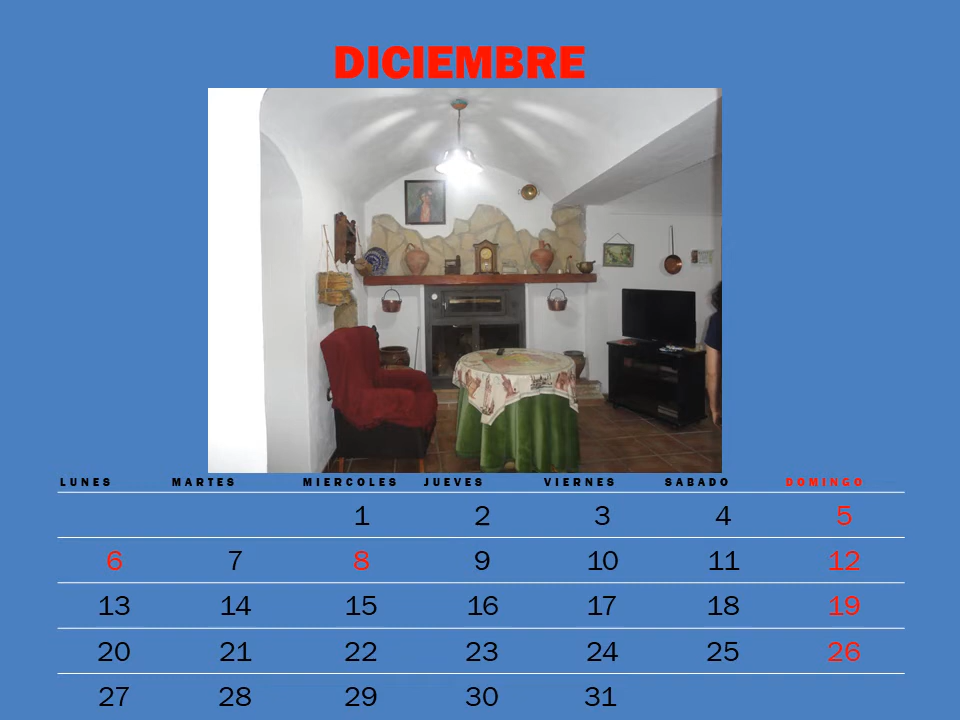 DICIEMBRE
LUNES MARTES MIERCOLES JUEVES VIERNES SABADO DOMINGO
1 2 3 4 5
6 7 8 9 10 11 12
13 14 15 16 17 18 19
20 21 22 23 24 25 26
27 28 29 30 31